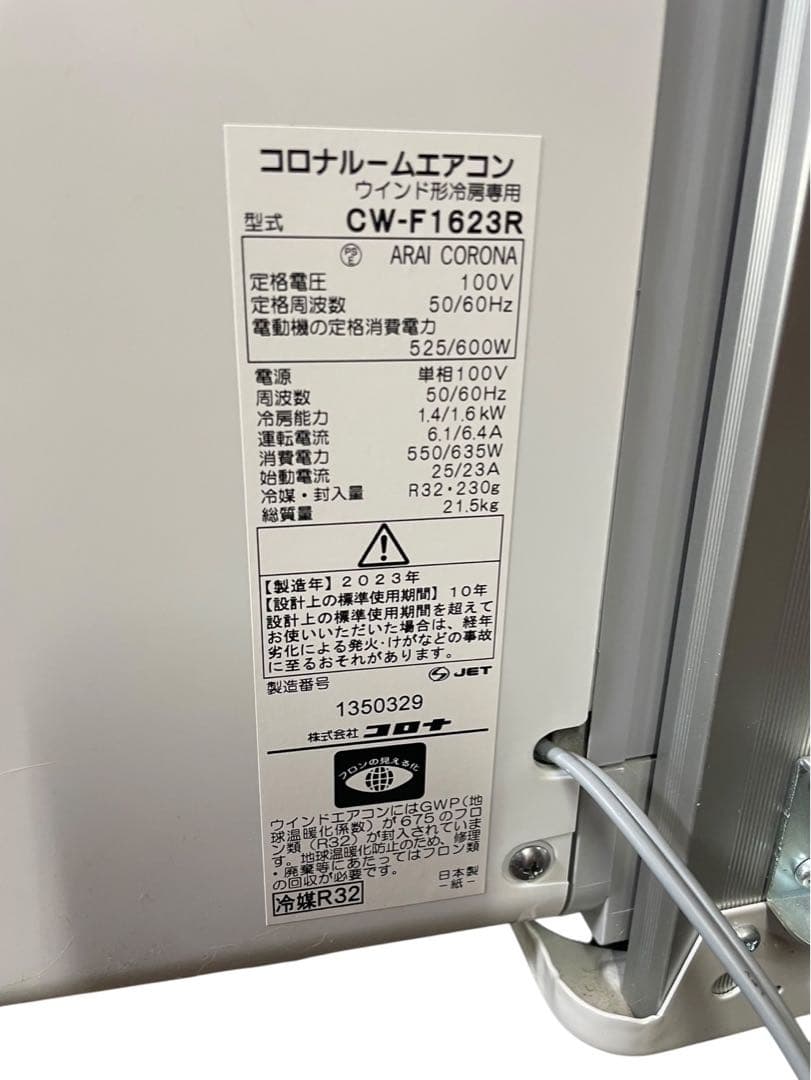 コロナルームエアコン
ウインド形冷房専用
型式 CW-F1623R
PS E ARAI CORONA
定格電圧 100V
定格周波数 50/60Hz
電動機の定格消費電力
525/600W
電源 単相100V
周波数 50/60Hz
冷房能力 1.4/1.6kW
運転電流 6.1/6.4A
消費電力 550/635W
始動電流 25/23A
冷媒・封入量 R32・230g
総質量 21.5kg
【製造年】2023年
【設計上の標準使用期間】10年
設計上の標準使用期間を超えて
お使いいただいた場合は、経年
劣化による発火・けがなどの事故
に至るおそれがあります。
JET
製造番号
1350329
株式会社 コロナ
フロンの見える化
ウインドエアコンにはGWP(地
球温暖化係数)が675のフロ
ン類(R32)が封入されていま
す。地球温暖化防止のため、修理
・廃棄等にあたってはフロン類
の回収が必要です。
日本製
冷媒R32 -紙-